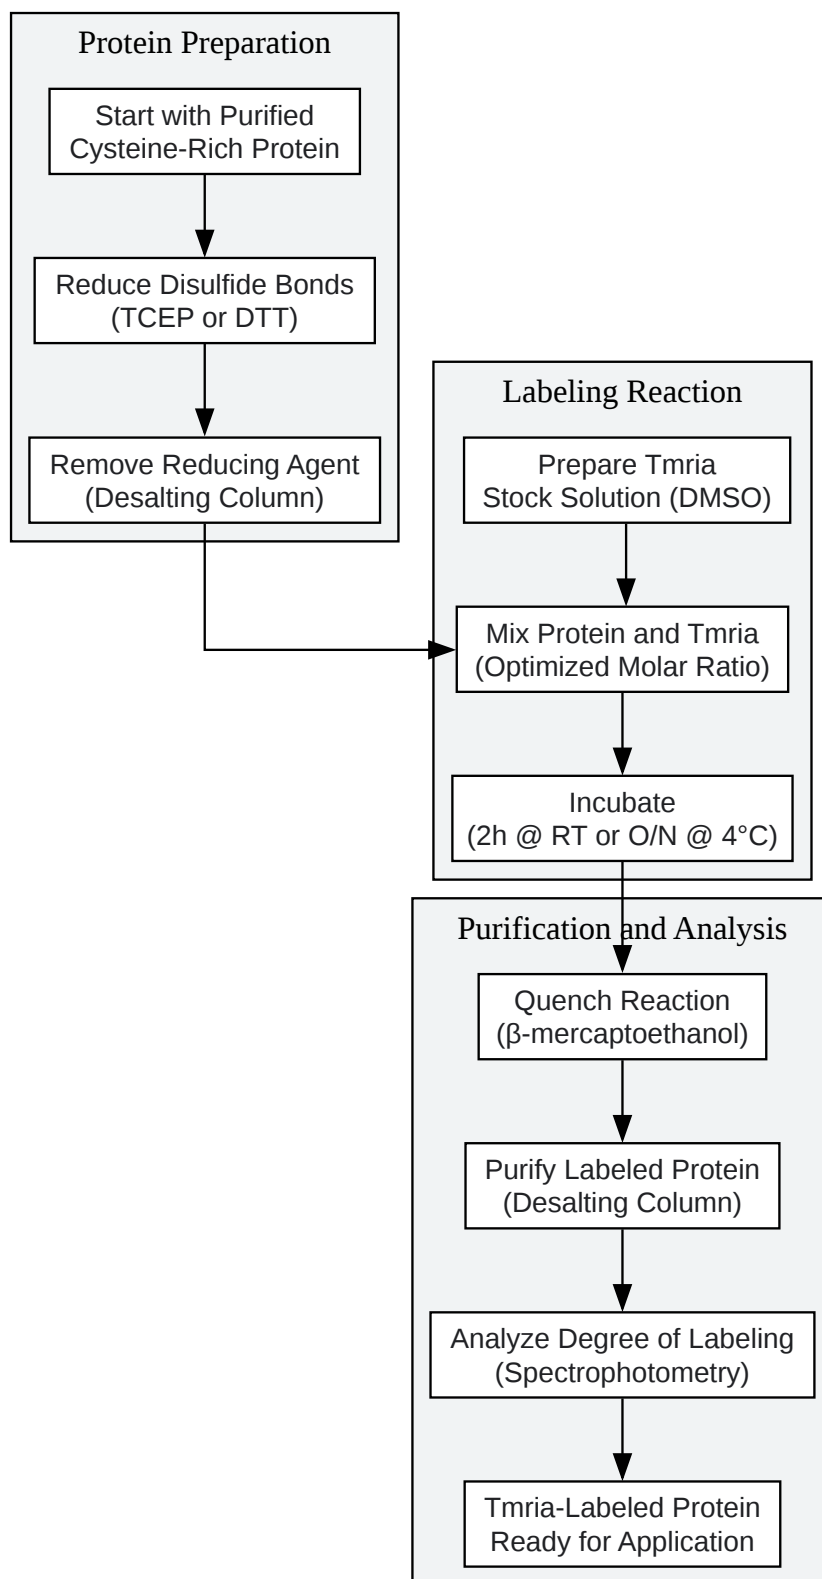 Protein Preparation
Start with Purified
Cysteine-Rich Protein
Reduce Disulfide Bonds
(TCEP or DTT)
Remove Reducing Agent
(Desalting Column)
Labeling Reaction
Prepare Tmria
Stock Solution (DMSO)
Mix Protein and Tmria
(Optimized Molar Ratio)
Incubate
(2h @ RT or O/N @ 4°C)
Purification and Analysis
Quench Reaction
(β-mercaptoethanol)
Purify Labeled Protein
(Desalting Column)
Analyze Degree of Labeling
(Spectrophotometry)
Tmria-Labeled Protein
Ready for Application